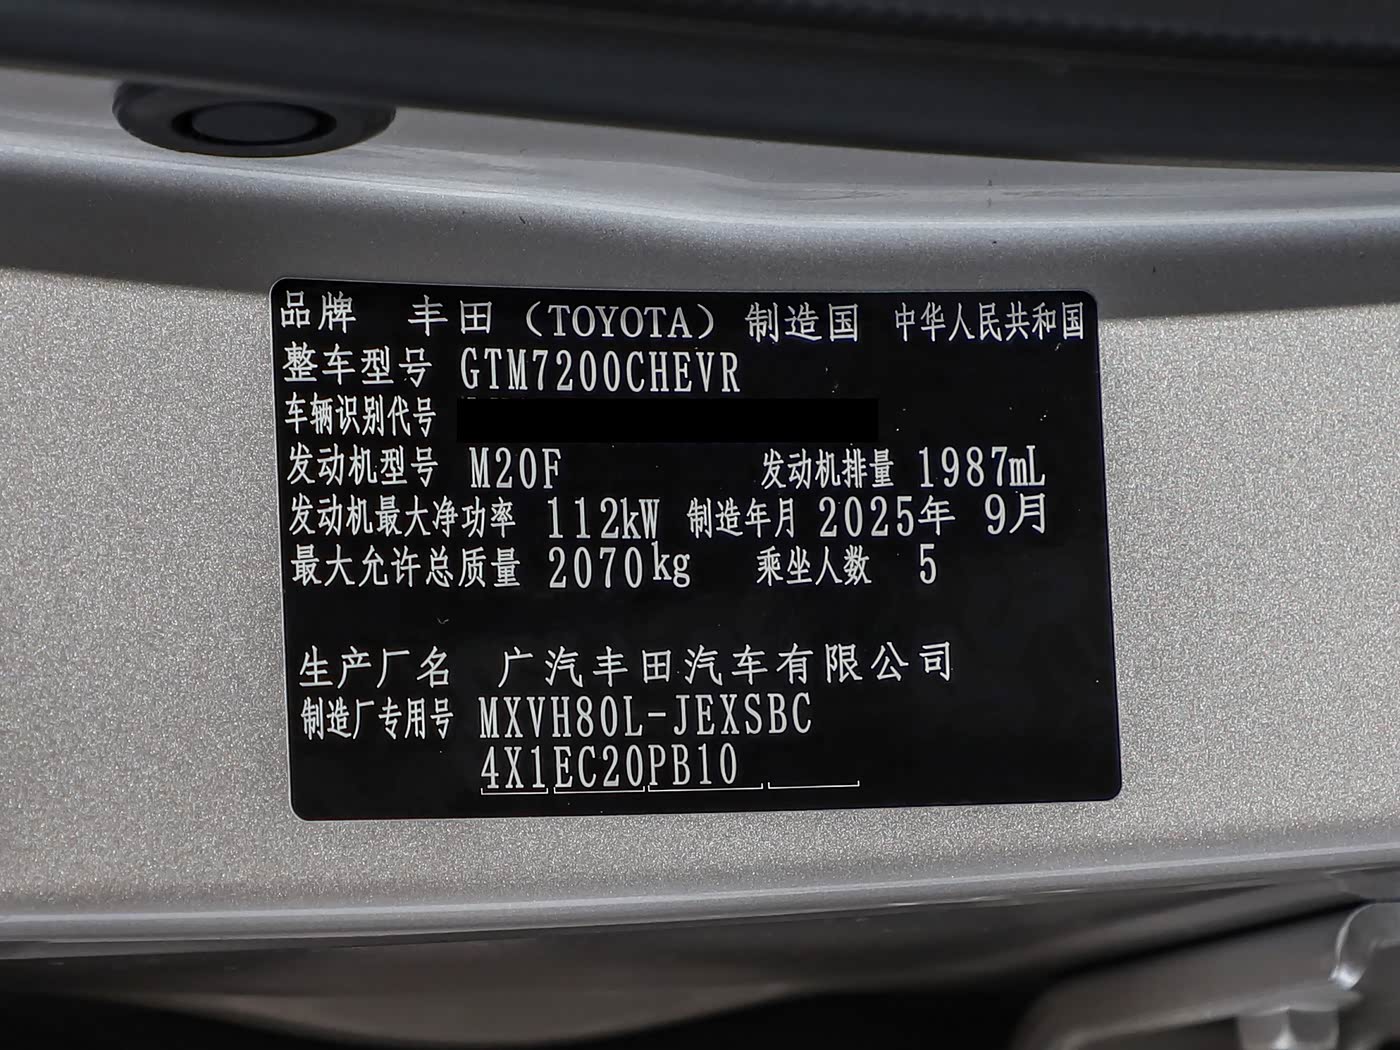 品牌 丰田（TOYOTA）制造国 中华人民共和国
整车型号 GTM7200CHEVR
车辆识别代号
发动机型号 M20F 发动机排量 1987mL
发动机最大净功率 112kW 制造年月 2025年 9月
最大允许总质量 2070kg 乘坐人数 5
生产厂名 广汽丰田汽车有限公司
制造厂专用号 MXVH80L-JEXSBC
4X1EC20PB10